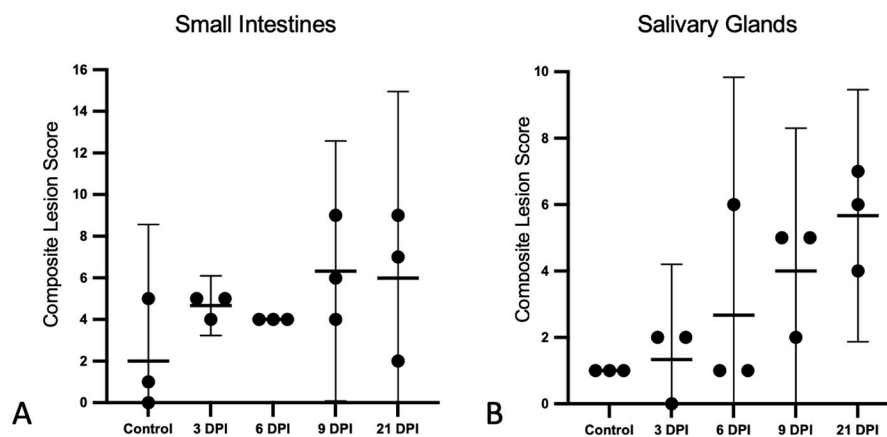 Small Intestines
Composite Lesion Score
16
14
12
10
8
6
4
2
0
Control 3 DPI 6 DPI 9 DPI 21 DPI
A
Salivary Glands
Composite Lesion Score
10
8
6
4
2
0
Control 3 DPI 6 DPI 9 DPI 21 DPI
B